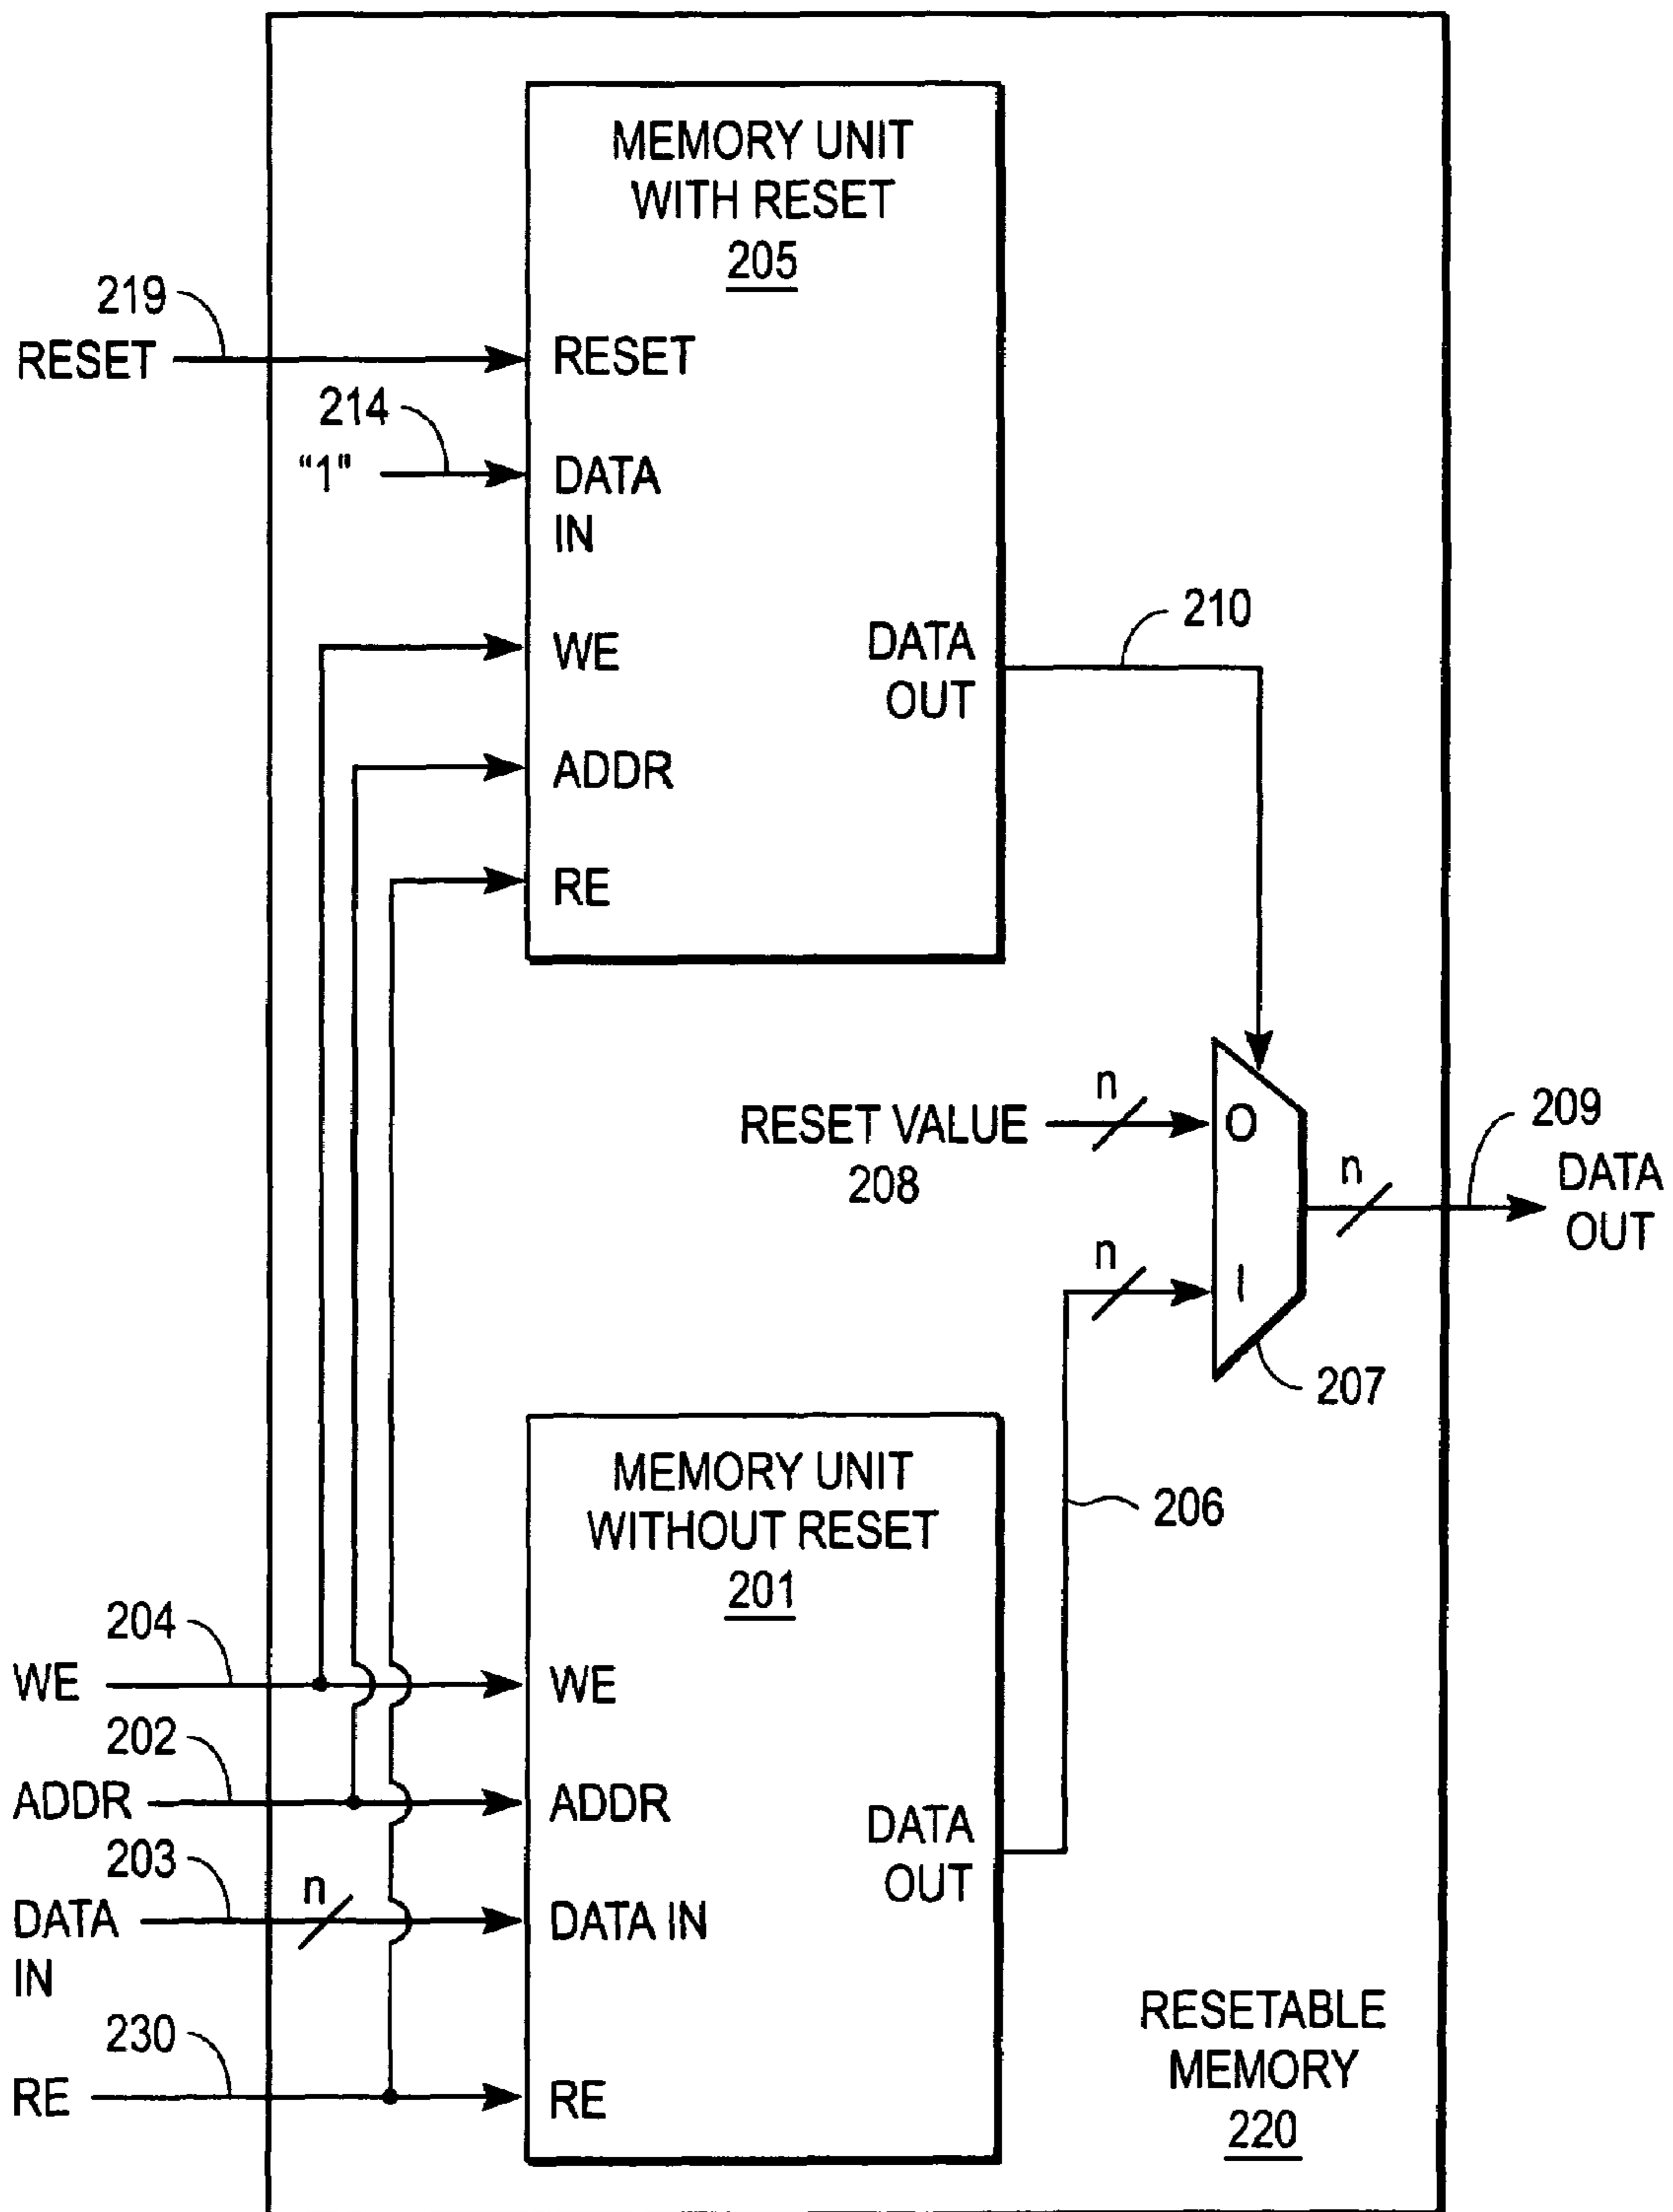 MEMORY UNIT
WITH RESET
205
219
RESET
RESET
214
"1"
DATA
IN
WE
DATA
OUT
210
ADDR
RE
n
RESET VALUE
208
0
n
209
DATA
OUT
n
1
207
MEMORY UNIT
WITHOUT RESET
201
206
204
WE
WE
202
ADDR
ADDR
DATA
OUT
203
n
DATA
IN
DATA IN
230
RE
RE
RESETABLE
MEMORY
220